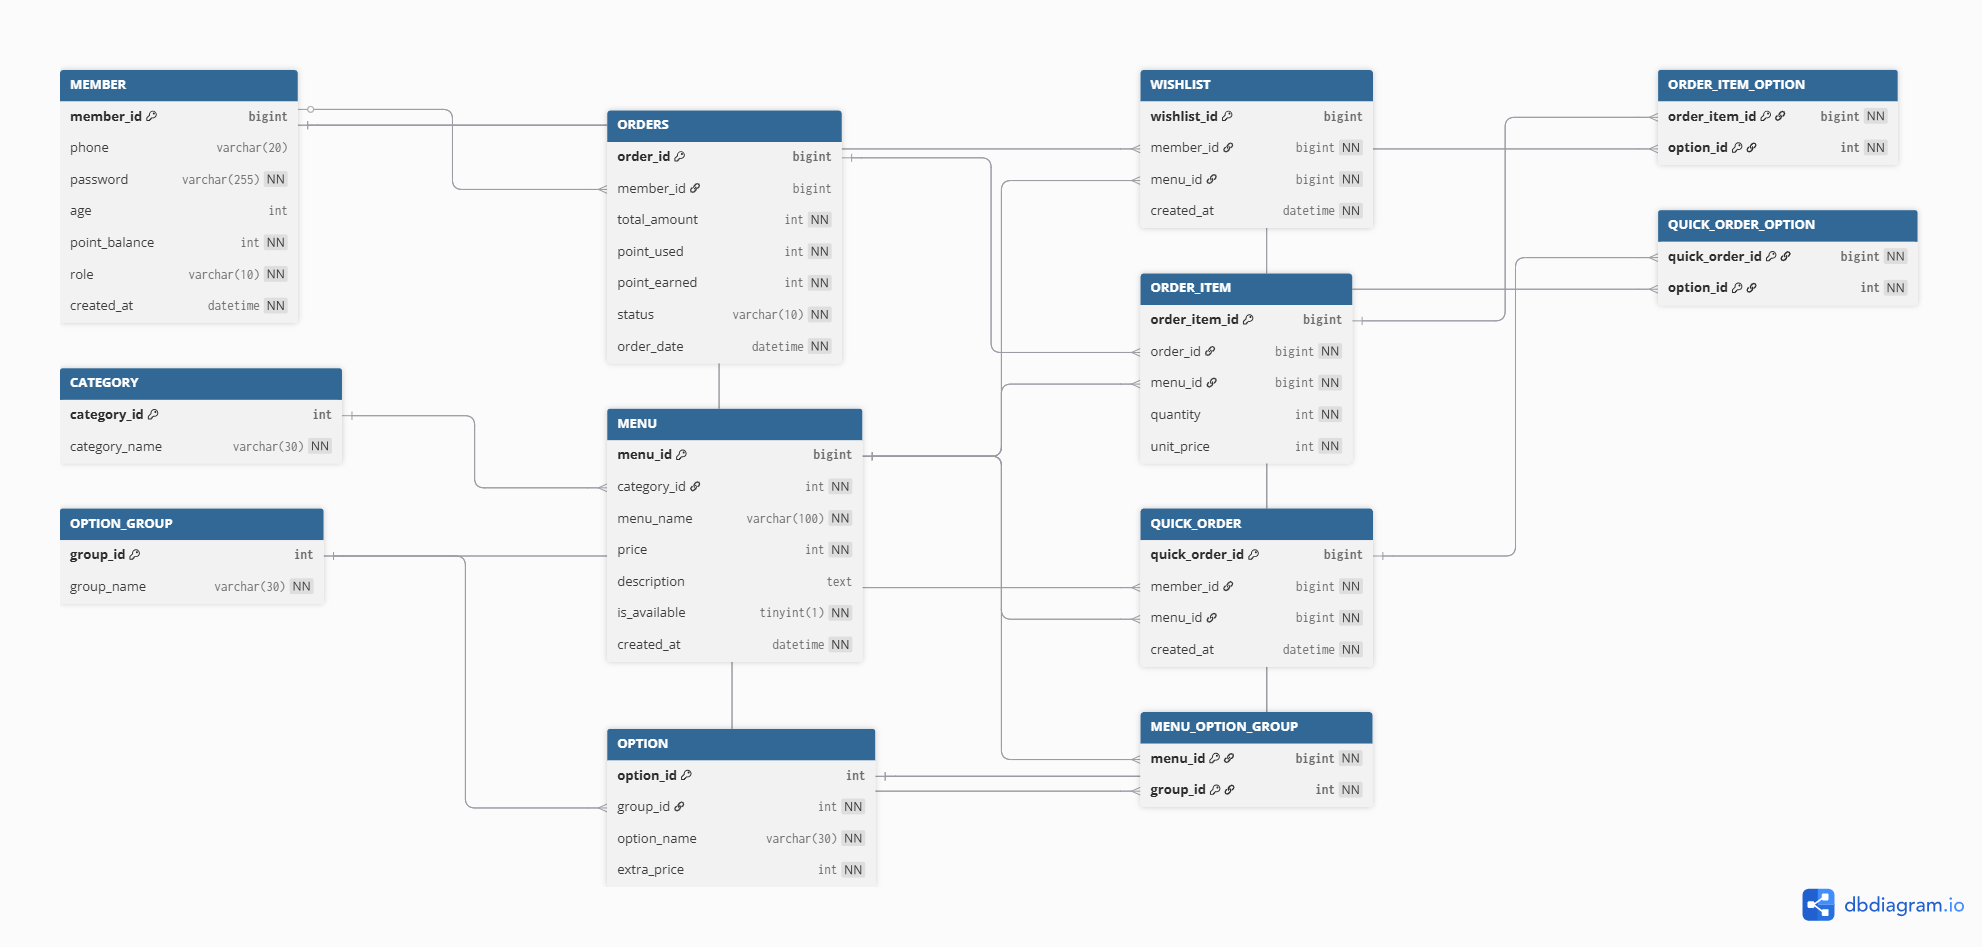 MEMBER
member_id bigint
phone varchar(20)
password varchar(255) NN
age int
point_balance int NN
role varchar(10) NN
created_at datetime NN
CATEGORY
category_id int
category_name varchar(30) NN
OPTION_GROUP
group_id int
group_name varchar(30) NN
ORDERS
order_id bigint
member_id bigint
total_amount int NN
point_used int NN
point_earned int NN
status varchar(10) NN
order_date datetime NN
MENU
menu_id bigint
category_id int NN
menu_name varchar(100) NN
price int NN
description text
is_available tinyint(1) NN
created_at datetime NN
OPTION
option_id int
group_id int NN
option_name varchar(30) NN
extra_price int NN
WISHLIST
wishlist_id bigint
member_id bigint NN
menu_id bigint NN
created_at datetime NN
ORDER_ITEM
order_item_id bigint
order_id bigint NN
menu_id bigint NN
quantity int NN
unit_price int NN
QUICK_ORDER
quick_order_id bigint
member_id bigint NN
menu_id bigint NN
created_at datetime NN
MENU_OPTION_GROUP
menu_id bigint NN
group_id int NN
ORDER_ITEM_OPTION
order_item_id bigint NN
option_id int NN
QUICK_ORDER_OPTION
quick_order_id bigint NN
option_id int NN
dbdiagram.io